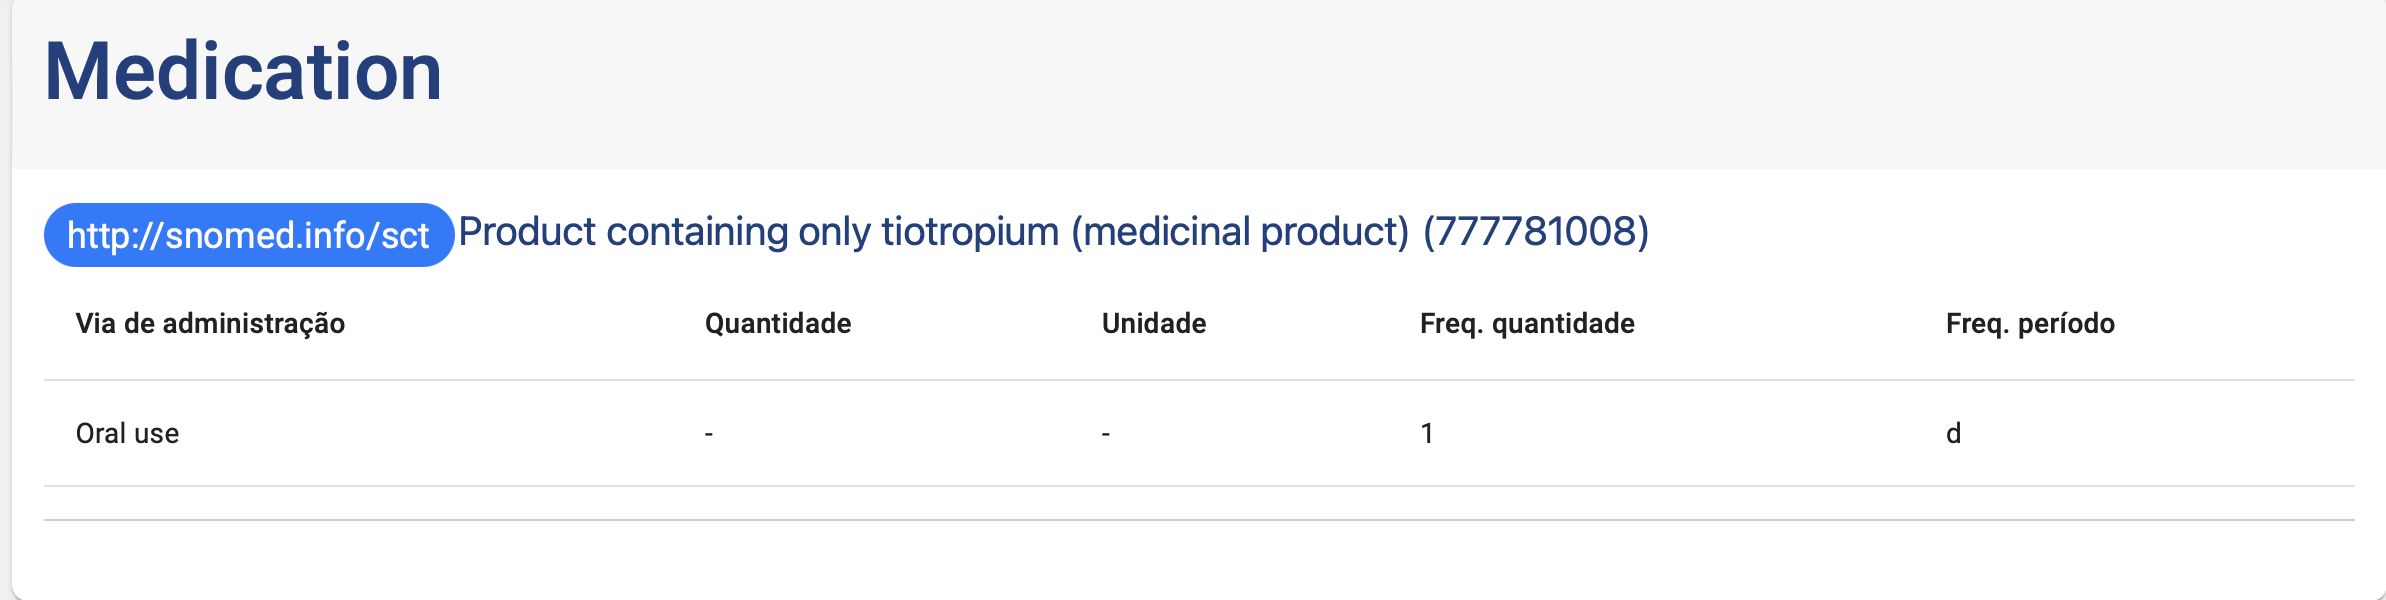 Medication
http://snomed.info/sct Product containing only tiotropium (medicinal product) (777781008)
Via de administração Quantidade Unidade Freq. quantidade Freq. período
Oral use - - 1 d